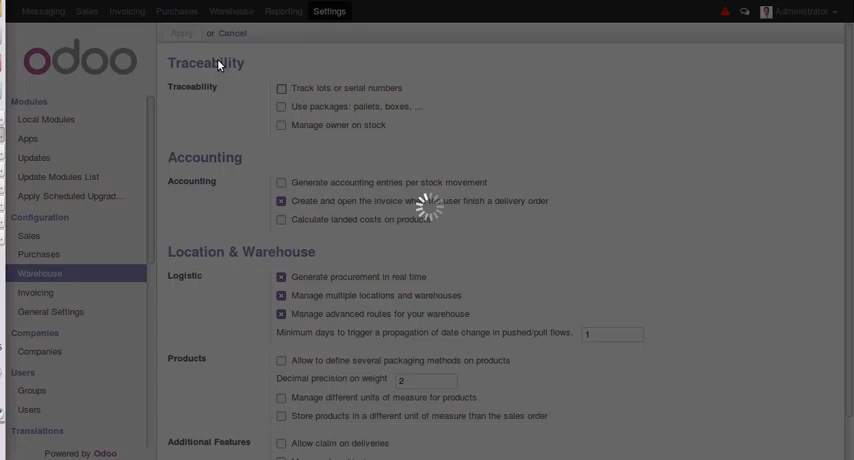 Messaging Sales Invoicing Purchases Warehouse Reporting Settings Administrator
Apply or Cancel
odoo
Modules
Local Modules
Apps
Updates
Update Modules List
Apply Scheduled Upgrad...
Configuration
Sales
Purchases
Warehouse
Invoicing
General Settings
Companies
Companies
Users
Groups
Users
Translations
Powered by Odoo
Traceability
Traceability
Track lots or serial numbers
Use packages: pallets, boxes, ...
Manage owner on stock
Accounting
Accounting
Generate accounting entries per stock movement
Create and open the invoice when the user finish a delivery order
Calculate landed costs on products
Location & Warehouse
Logistic
Generate procurement in real time
Manage multiple locations and warehouses
Manage advanced routes for your warehouse
Minimum days to trigger a propagation of date change in pushed/pull flows. 1
Products
Allow to define several packaging methods on products
Decimal precision on weight 2
Manage different units of measure for products
Store products in a different unit of measure than the sales order
Additional Features
Allow claim on deliveries